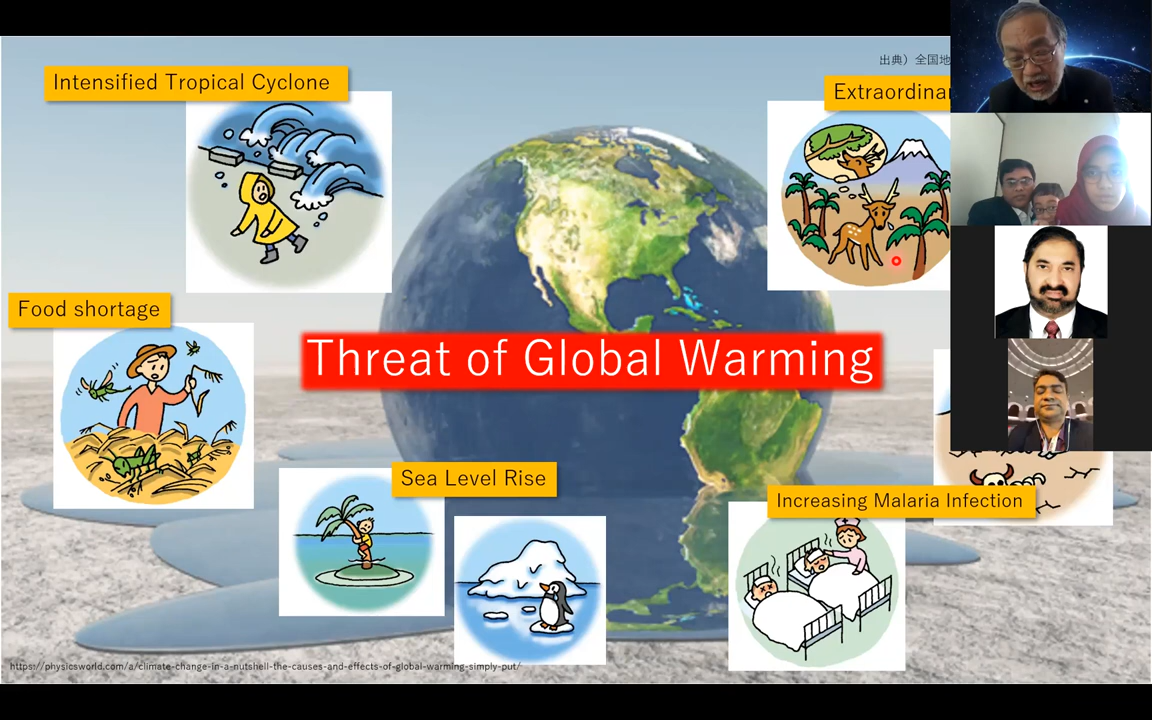 出典）全国地
Intensified Tropical Cyclone
Extraordinar
Food shortage
Threat of Global Warming
Sea Level Rise
Increasing Malaria Infection
https://physicsworld.com/a/climate-change-in-a-nutshell-the-causes-and-effects-of-global-warming-simply-put/